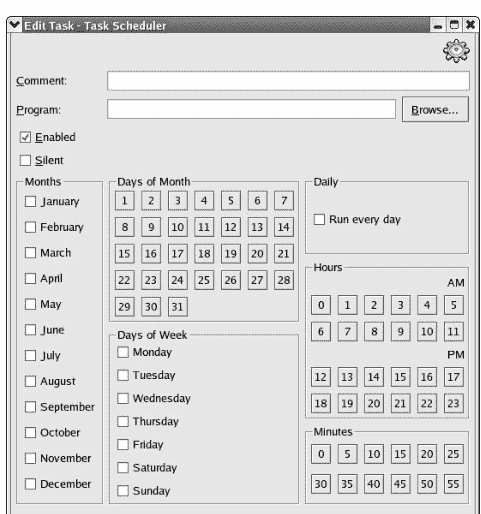 Edit Task - Task Scheduler
Comment:
Program:
Browse...
Enabled
Silent
Months
January
February
March
April
May
June
July
August
September
October
November
December
Days of Month
1 2 3 4 5 6 7
8 9 10 11 12 13 14
15 16 17 18 19 20 21
22 23 24 25 26 27 28
29 30 31
Days of Week
Monday
Tuesday
Wednesday
Thursday
Friday
Saturday
Sunday
Daily
Run every day
Hours
AM
0 1 2 3 4 5
6 7 8 9 10 11
PM
12 13 14 15 16 17
18 19 20 21 22 23
Minutes
0 5 10 15 20 25
30 35 40 45 50 55